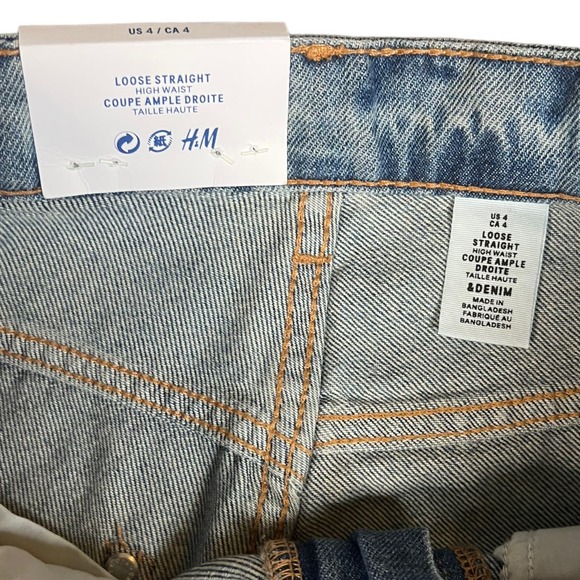 US 4 / CA 4
LOOSE STRAIGHT
HIGH WAIST
COUPE AMPLE DROITE
TAILLE HAUTE
紙
H&M
US 4
CA 4
LOOSE
STRAIGHT
HIGH WAIST
COUPE AMPLE
DROITE
TAILLE HAUTE
&DENIM
MADE IN
BANGLADESH
FABRIQUÉ AU
BANGLADESH